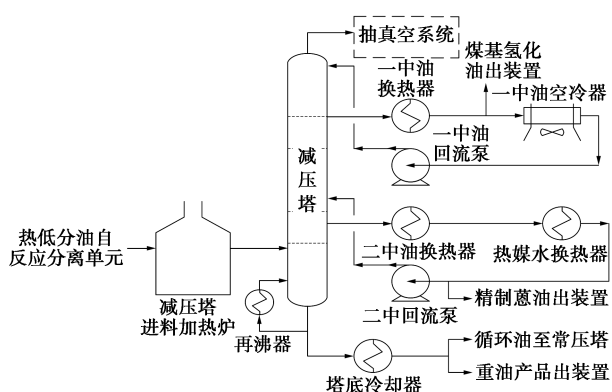 抽真空系统
煤基氢化
油出装置
一中油
换热器
一中油空冷器
一中油
回流泵
减
压
塔
热低分油自
反应分离单元
二中油换热器
热媒水换热器
减压塔
进料加热炉
再沸器
二中回流泵
精制蒽油出装置
循环油至常压塔
重油产品出装置
塔底冷却器